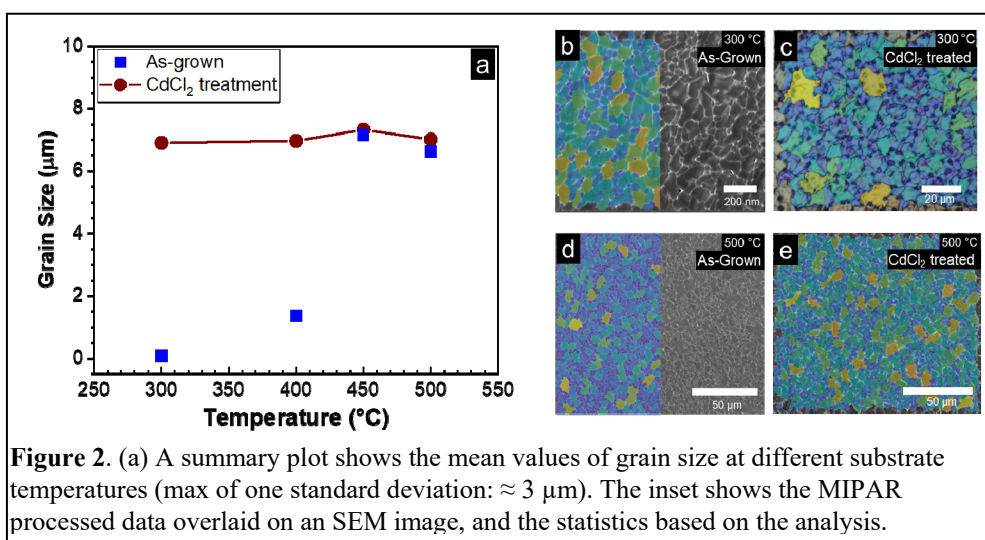 10
8
6
4
2
0
250 300 350 400 450 500 550
Grain Size (μm)
Temperature (°C)
As-grown
CdCl₂ treatment
a
b
300 °C
As-Grown
200 nm
c
300 °C
CdCl₂ treated
20 μm
d
500 °C
As-Grown
50 μm
e
500 °C
CdCl₂ treated
50 μm
Figure 2. (a) A summary plot shows the mean values of grain size at different substrate
temperatures (max of one standard deviation: ≈ 3 μm). The inset shows the MIPAR
processed data overlaid on an SEM image, and the statistics based on the analysis.